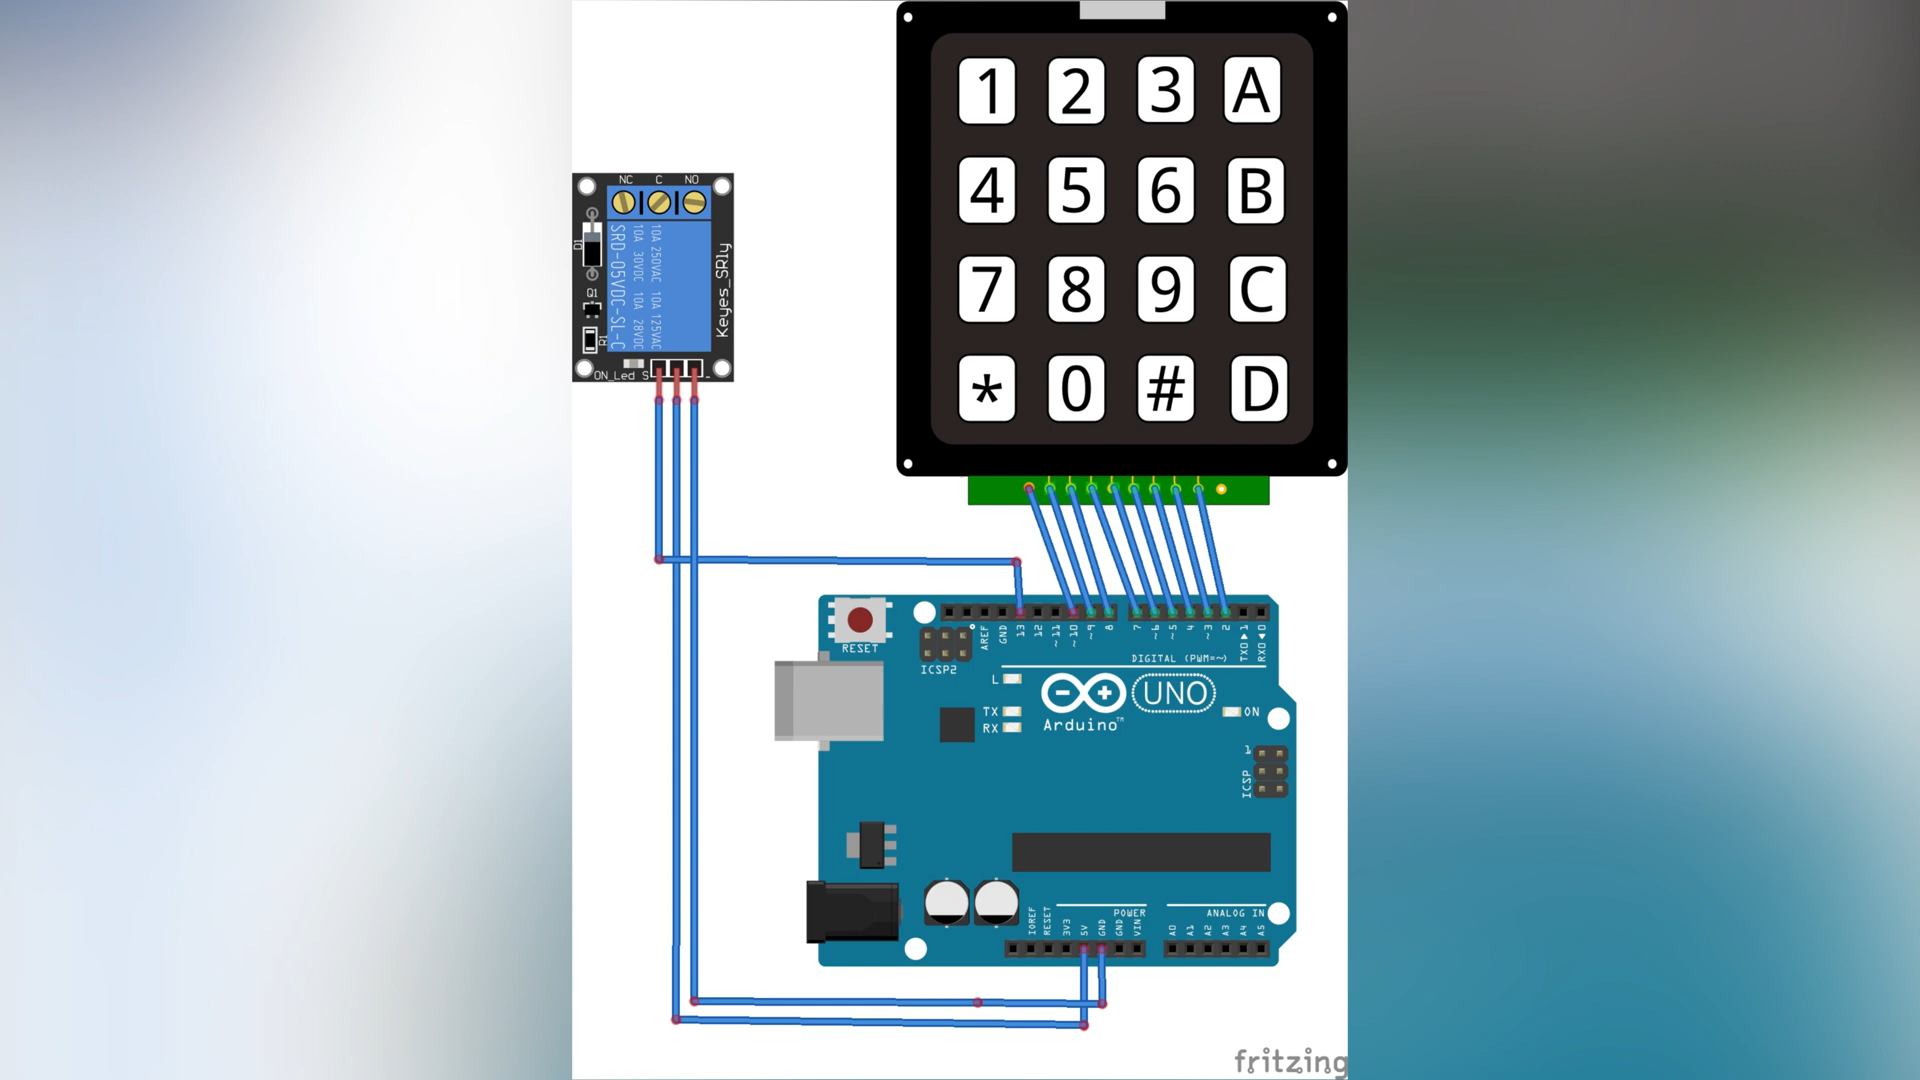 1 2 3 A
4 5 6 B
7 8 9 C
* 0 # D
NC C NO
D1
Q1
R1
SRD-05VDC-SL-C
10A 30VDC 10A 28VDC
10A 250VAC 10A 125VAC
Keyes_SRly
ON_Led S -
RESET
ICSP2
AREF
GND
13
12
~11
~10
~9
8
7
~6
~5
4
~3
2
TX0▶1
RX0◀0
DIGITAL (PWM=~)
L
TX
RX
UNO
Arduino™
ON
1
ICSP
IOREF
RESET
3V3
5V
GND
GND
VIN
POWER
ANALOG IN
A0
A1
A2
A3
A4
A5
fritzing